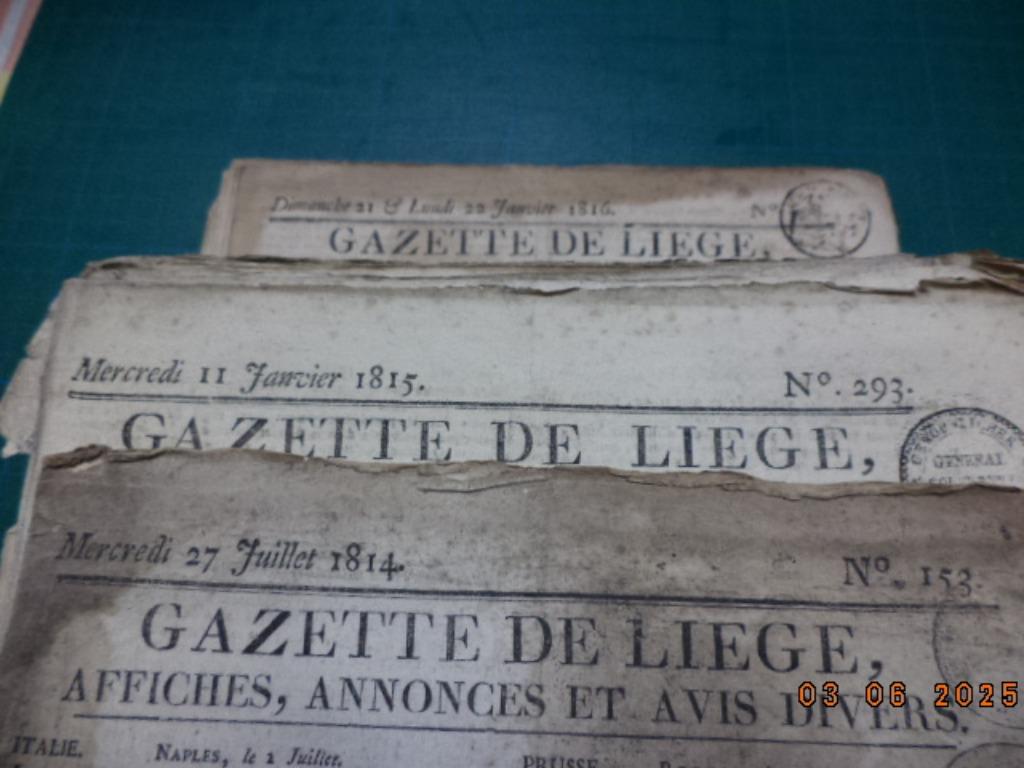 Dimanche 21 & Lundi 22 Janvier 1816. N°
GAZETTE DE LIEGE,
Mercredi 11 Janvier 1815. N°. 293.
GAZETTE DE LIEGE,
GENERAL
Mercredi 27 Juillet 1814. N°. 153.
GAZETTE DE LIEGE,
AFFICHES, ANNONCES ET AVIS DIVERS.
03 06 2025
ITALIE. NAPLES, le 2 Juillet. PRUSSE